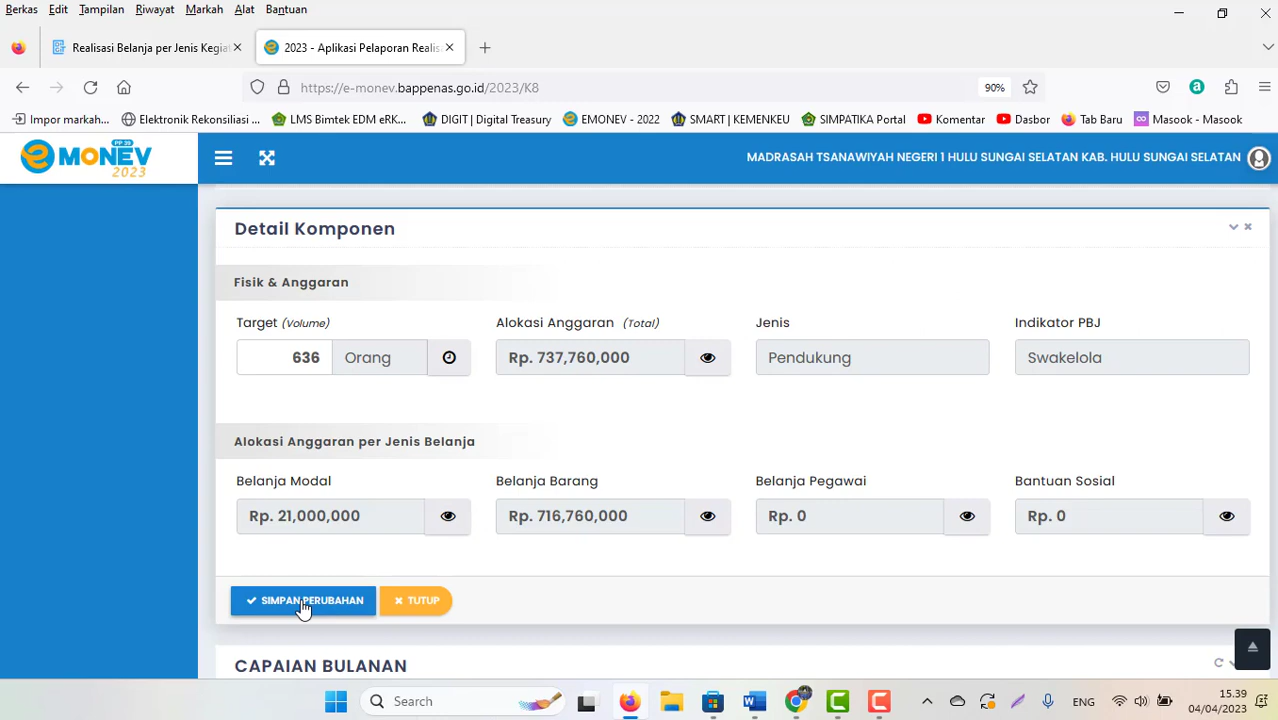 Berkas Edit Tampilan Riwayat Markah Alat Bantuan
Realisasi Belanja per Jenis Kegiat
2023 - Aplikasi Pelaporan Realis
https://e-monev.bappenas.go.id/2023/K8
90%
Impor markah...
Elektronik Rekonsiliasi ...
LMS Bimtek EDM eRK...
DIGIT | Digital Treasury
EMONEV - 2022
SMART | KEMENKEU
SIMPATIKA Portal
Komentar
Dasbor
Tab Baru
Masook - Masook
PP 39
eMONEV
2023
MADRASAH TSANAWIYAH NEGERI 1 HULU SUNGAI SELATAN KAB. HULU SUNGAI SELATAN
Detail Komponen
Fisik & Anggaran
Target (Volume) Alokasi Anggaran (Total) Jenis Indikator PBJ
636 Orang Rp. 737,760,000 Pendukung Swakelola
Alokasi Anggaran per Jenis Belanja
Belanja Modal Belanja Barang Belanja Pegawai Bantuan Sosial
Rp. 21,000,000 Rp. 716,760,000 Rp. 0 Rp. 0
SIMPAN PERUBAHAN TUTUP
CAPAIAN BULANAN
Search
ENG
15.39
04/04/2023